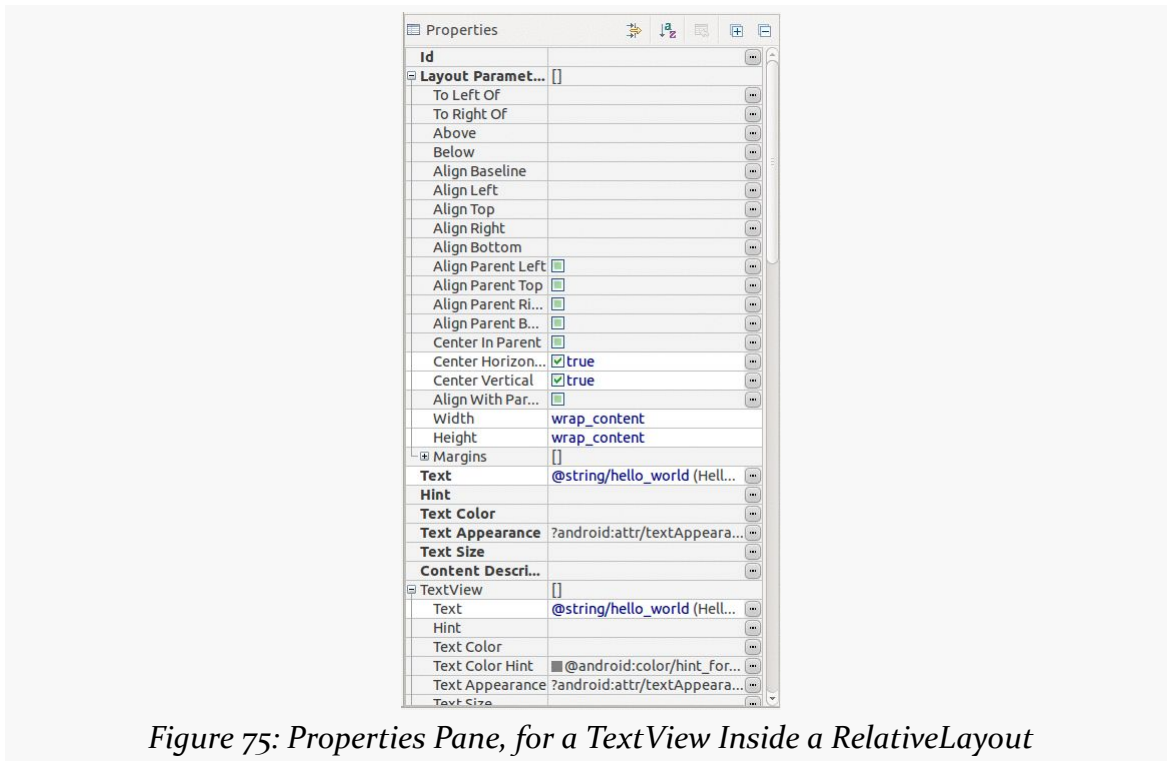 Properties
Id
Layout Paramet... []
To Left Of
To Right Of
Above
Below
Align Baseline
Align Left
Align Top
Align Right
Align Bottom
Align Parent Left
Align Parent Top
Align Parent Ri...
Align Parent B...
Center In Parent
Center Horizon... true
Center Vertical true
Align With Par...
Width wrap_content
Height wrap_content
Margins []
Text @string/hello_world (Hell...
Hint
Text Color
Text Appearance ?android:attr/textAppeara...
Text Size
Content Descri...
TextView []
Text @string/hello_world (Hell...
Hint
Text Color
Text Color Hint @android:color/hint_for...
Text Appearance ?android:attr/textAppeara...
Text Size
Figure 75: Properties Pane, for a TextView Inside a RelativeLayout